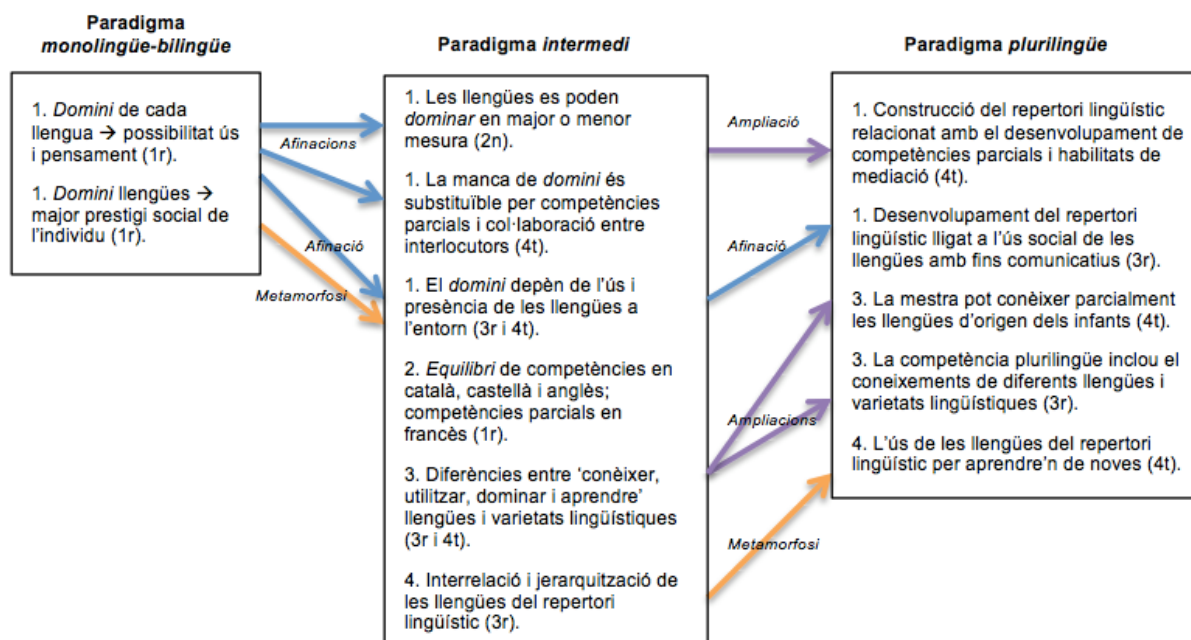 Paradigma
monolingüe-bilingüe
1. Domini de cada
llengua → possibilitat ús
i pensament (1r).
1. Domini llengües →
major prestigi social de
l'individu (1r).
Afinacions
Afinació
Metamorfosi
Paradigma intermedi
1. Les llengües es poden
dominar en major o menor
mesura (2n).
1. La manca de domini és
substituïble per competències
parcials i col·laboració entre
interlocutors (4t).
1. El domini depèn de l'ús i
presència de les llengües a
l'entorn (3r i 4t).
2. Equilibri de competències en
català, castellà i anglès;
competències parcials en
francès (1r).
3. Diferències entre 'conèixer,
utilitzar, dominar i aprendre'
llengües i varietats lingüístiques
(3r i 4t).
4. Interrelació i jerarquització de
les llengües del repertori
lingüístic (3r).
Ampliació
Afinació
Ampliacions
Metamorfosi
Paradigma plurilingüe
1. Construcció del repertori lingüístic
relacionat amb el desenvolupament de
competències parcials i habilitats de
mediació (4t).
1. Desenvolupament del repertori
lingüístic lligat a l'ús social de les
llengües amb fins comunicatius (3r).
3. La mestra pot conèixer parcialment
les llengües d'origen dels infants (4t).
3. La competència plurilingüe inclou el
coneixements de diferents llengües i
varietats lingüístiques (3r).
4. L'ús de les llengües del repertori
lingüístic per aprendre'n de noves (4t).